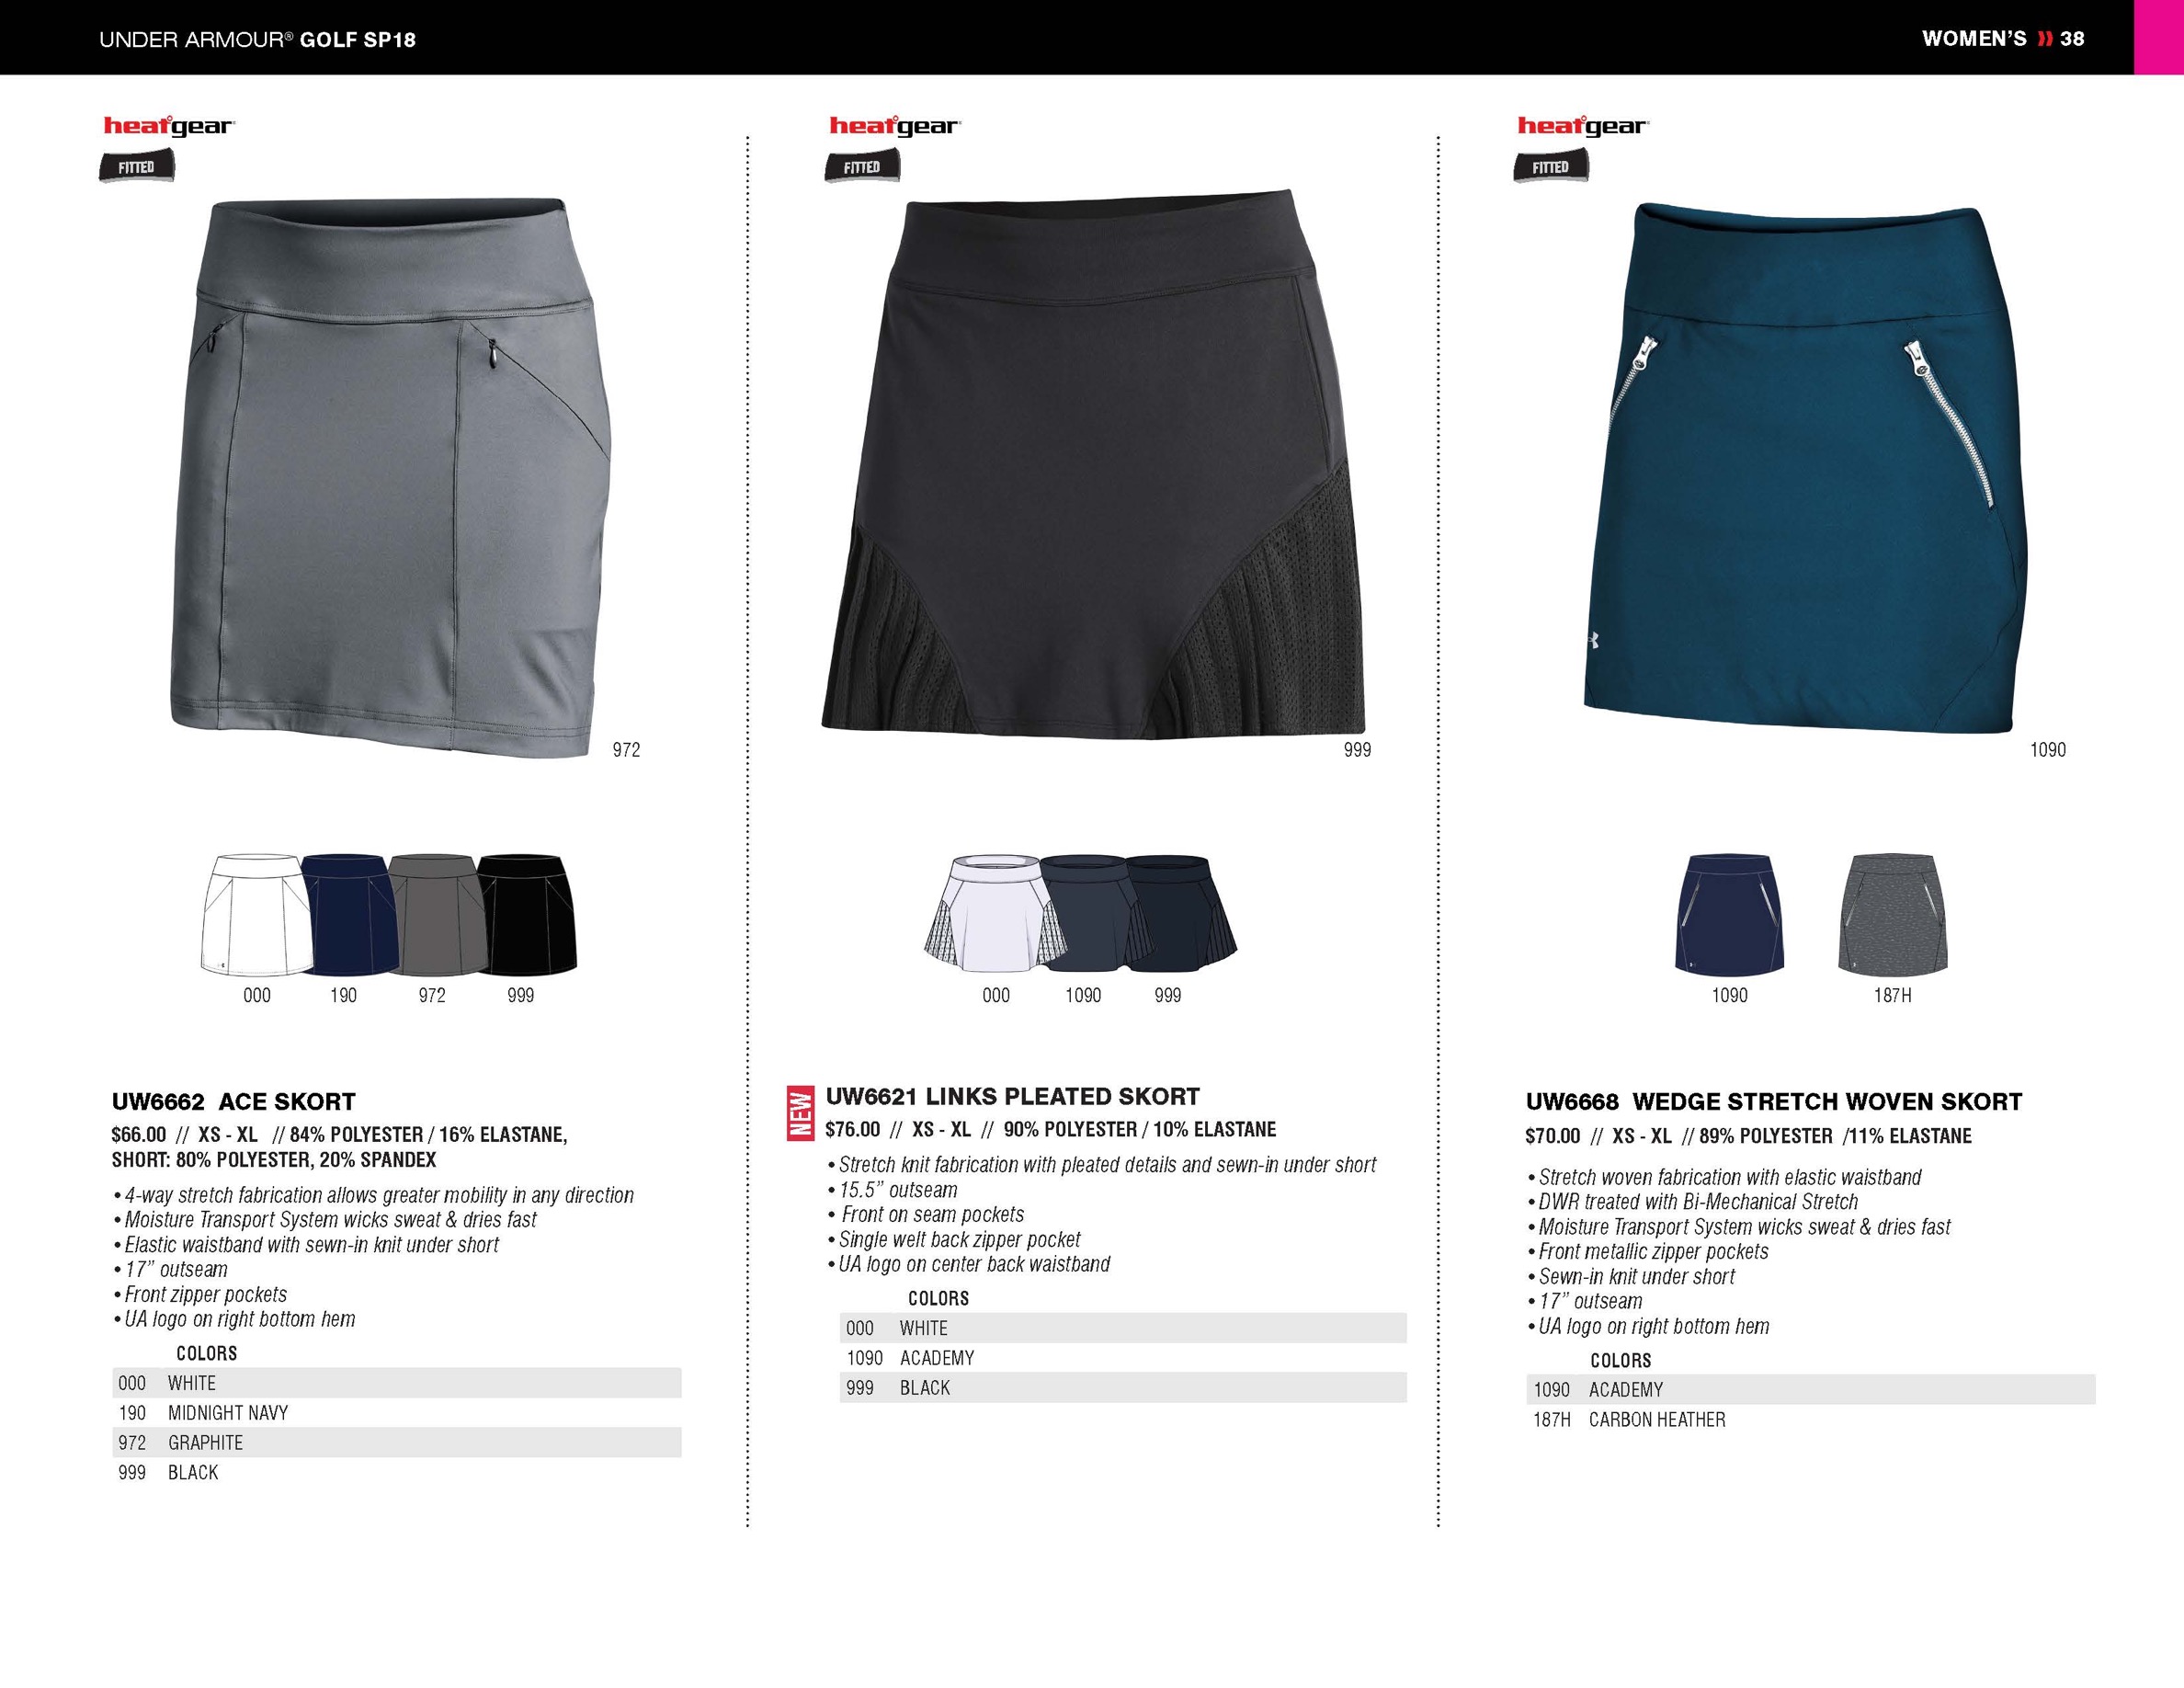 UNDER ARMOUR® GOLF SP18
WOMEN'S 38
heatgear
FITTED
972
000 190 972 999
UW6662 ACE SKORT
$66.00 // XS - XL // 84% POLYESTER / 16% ELASTANE,
SHORT: 80% POLYESTER, 20% SPANDEX
• 4-way stretch fabrication allows greater mobility in any direction
• Moisture Transport System wicks sweat & dries fast
• Elastic waistband with sewn-in knit under short
• 17” outseam
• Front zipper pockets
• UA logo on right bottom hem
COLORS
000 WHITE
190 MIDNIGHT NAVY
972 GRAPHITE
999 BLACK
heatgear
FITTED
999
000 1090 999
NEW
UW6621 LINKS PLEATED SKORT
$76.00 // XS - XL // 90% POLYESTER / 10% ELASTANE
• Stretch knit fabrication with pleated details and sewn-in under short
• 15.5” outseam
• Front on seam pockets
• Single welt back zipper pocket
• UA logo on center back waistband
COLORS
000 WHITE
1090 ACADEMY
999 BLACK
heatgear
FITTED
1090
1090 187H
UW6668 WEDGE STRETCH WOVEN SKORT
$70.00 // XS - XL // 89% POLYESTER /11% ELASTANE
• Stretch woven fabrication with elastic waistband
• DWR treated with Bi-Mechanical Stretch
• Moisture Transport System wicks sweat & dries fast
• Front metallic zipper pockets
• Sewn-in knit under short
• 17” outseam
• UA logo on right bottom hem
COLORS
1090 ACADEMY
187H CARBON HEATHER